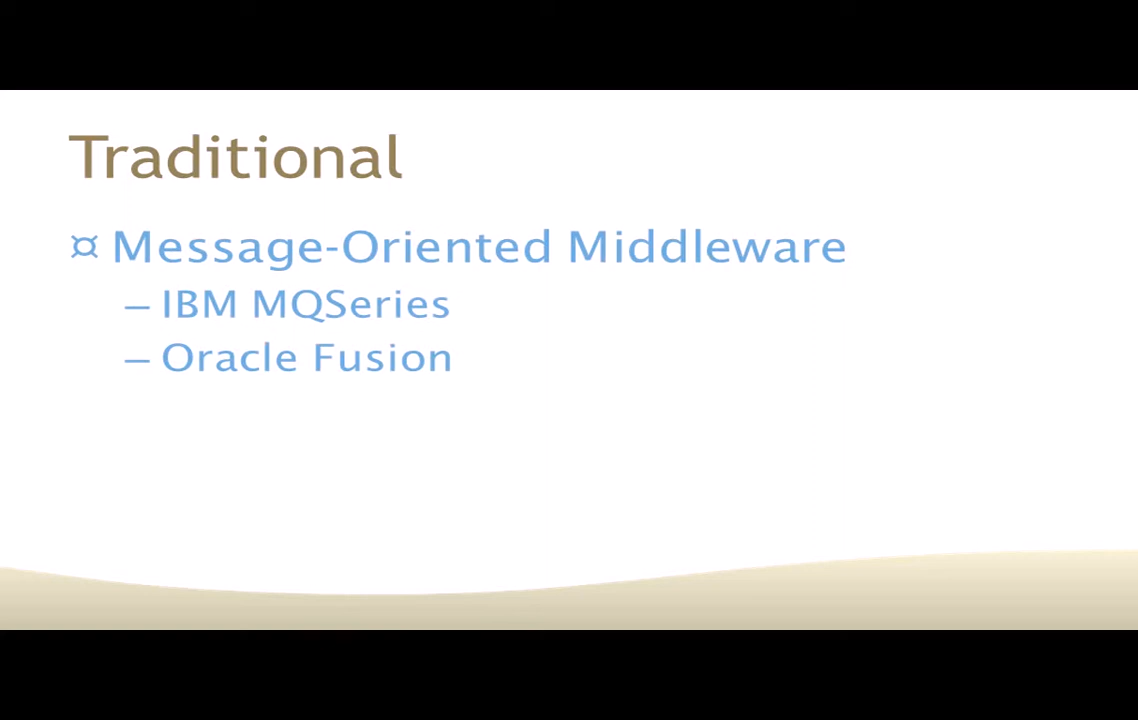 Traditional
¤ Message-Oriented Middleware
– IBM MQSeries
– Oracle Fusion